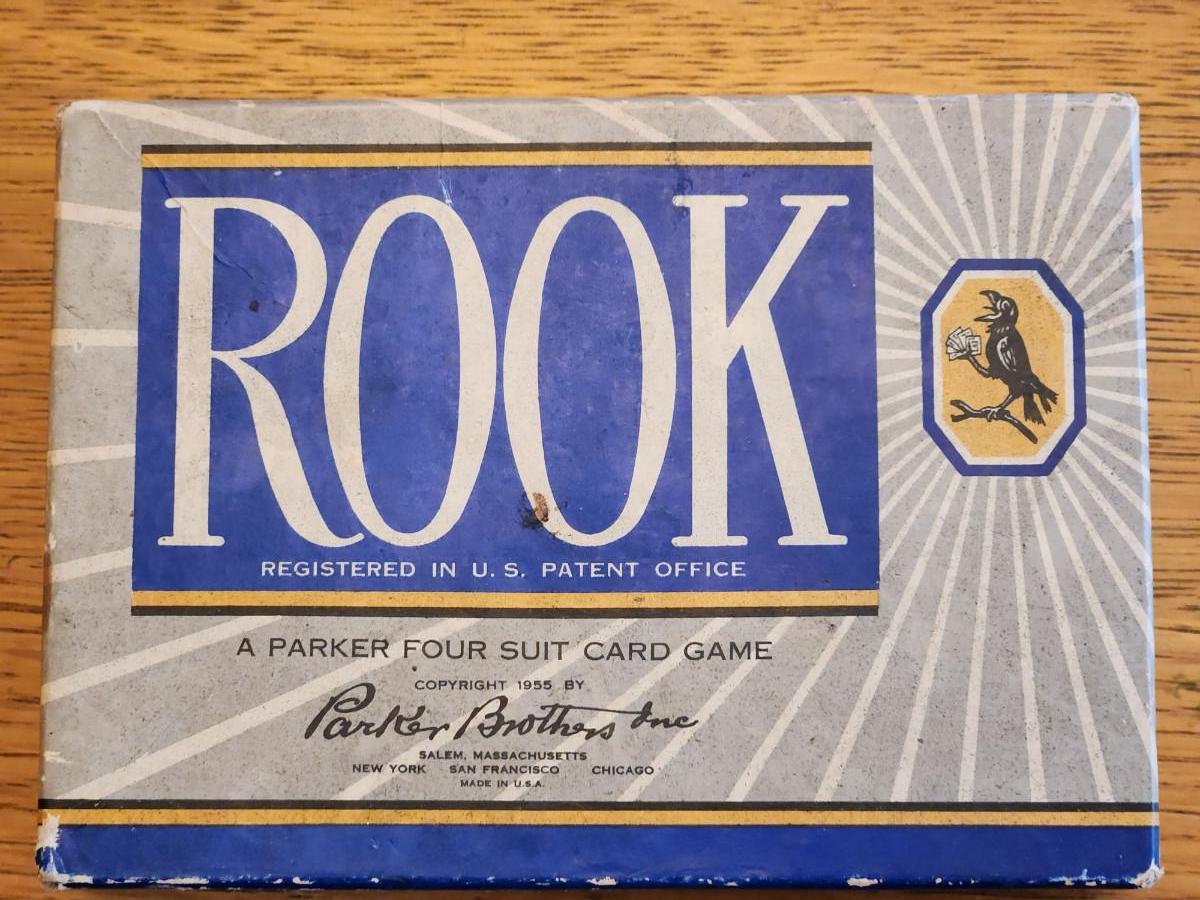 ROOK
REGISTERED IN U.S. PATENT OFFICE
A PARKER FOUR SUIT CARD GAME
COPYRIGHT 1955 BY
Parker Brothers Inc
SALEM, MASSACHUSETTS
NEW YORK SAN FRANCISCO CHICAGO
MADE IN U.S.A.